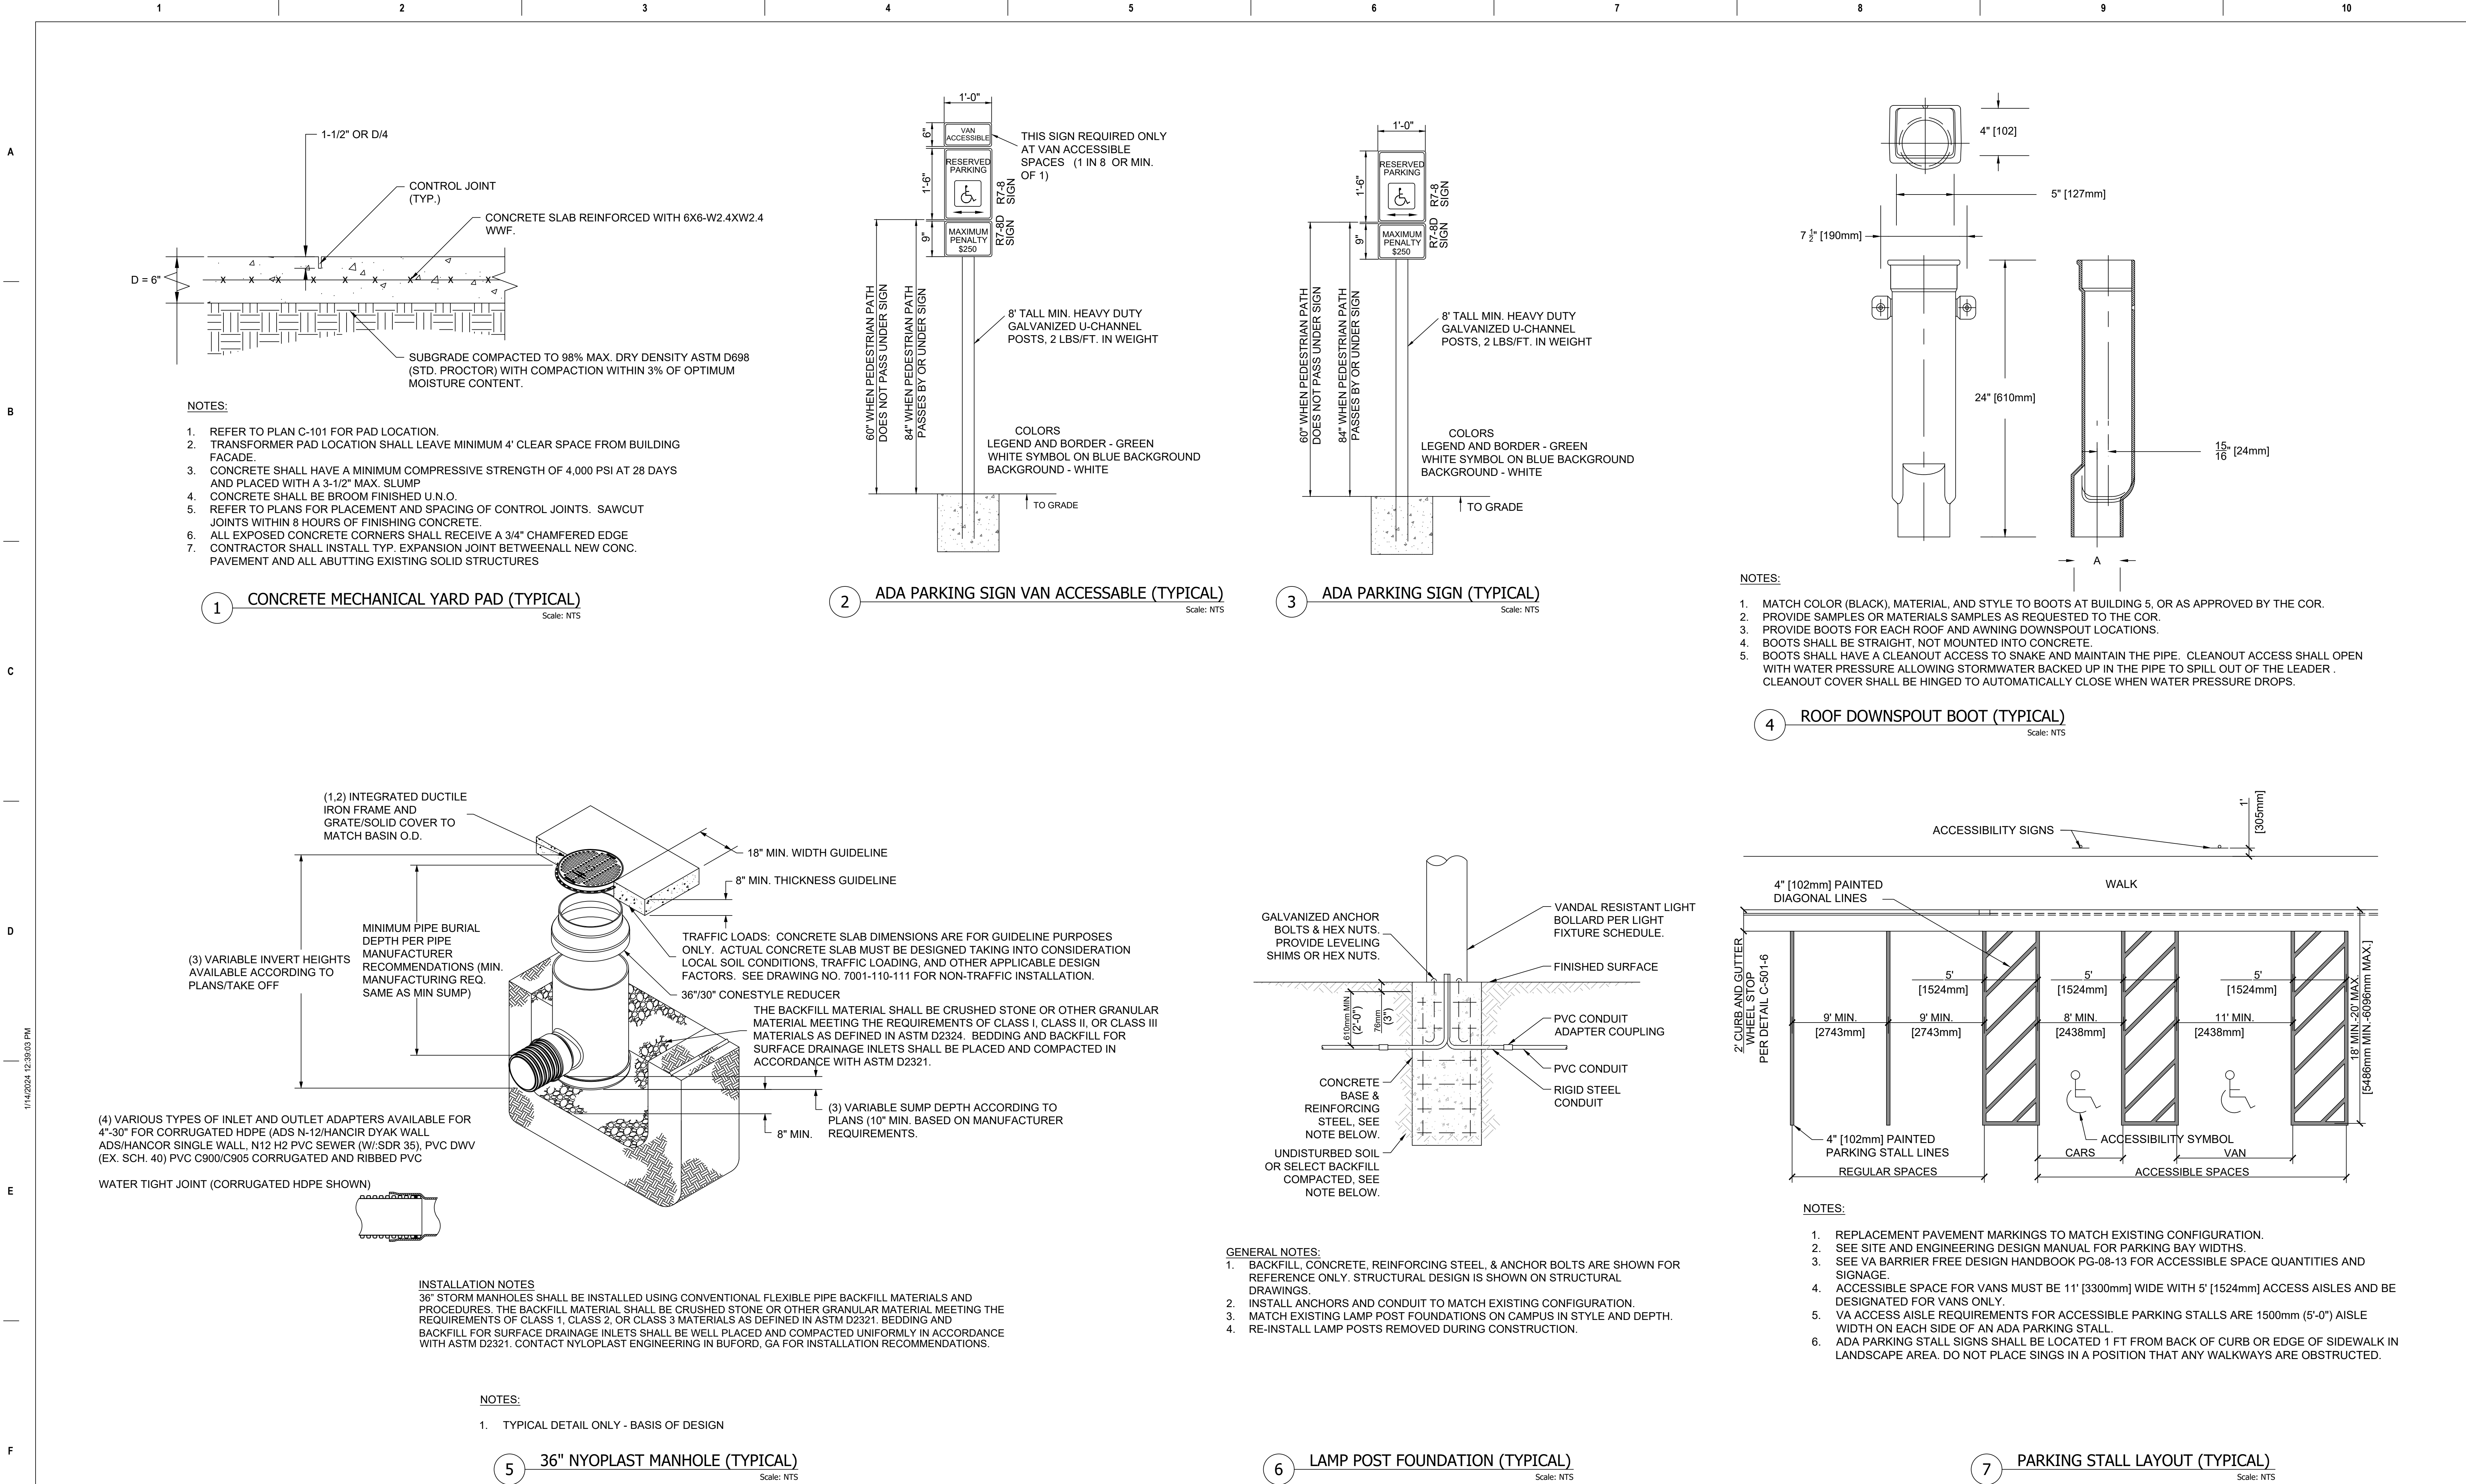 1 2 3 4 5 6 7 8 9 10
A
B
C
D
E
F
1/14/2024 12:39:03 PM
1-1/2" OR D/4
CONTROL JOINT
(TYP.)
CONCRETE SLAB REINFORCED WITH 6X6-W2.4XW2.4
WWF.
D = 6"
SUBGRADE COMPACTED TO 98% MAX. DRY DENSITY ASTM D698
(STD. PROCTOR) WITH COMPACTION WITHIN 3% OF OPTIMUM
MOISTURE CONTENT.
NOTES:
1. REFER TO PLAN C-101 FOR PAD LOCATION.
2. TRANSFORMER PAD LOCATION SHALL LEAVE MINIMUM 4' CLEAR SPACE FROM BUILDING
FACADE.
3. CONCRETE SHALL HAVE A MINIMUM COMPRESSIVE STRENGTH OF 4,000 PSI AT 28 DAYS
AND PLACED WITH A 3-1/2" MAX. SLUMP
4. CONCRETE SHALL BE BROOM FINISHED U.N.O.
5. REFER TO PLANS FOR PLACEMENT AND SPACING OF CONTROL JOINTS. SAWCUT
JOINTS WITHIN 8 HOURS OF FINISHING CONCRETE.
6. ALL EXPOSED CONCRETE CORNERS SHALL RECEIVE A 3/4" CHAMFERED EDGE
7. CONTRACTOR SHALL INSTALL TYP. EXPANSION JOINT BETWEENALL NEW CONC.
PAVEMENT AND ALL ABUTTING EXISTING SOLID STRUCTURES
1 CONCRETE MECHANICAL YARD PAD (TYPICAL)
Scale: NTS
1'-0"
6"
VAN
ACCESSIBLE
THIS SIGN REQUIRED ONLY
AT VAN ACCESSIBLE
SPACES (1 IN 8 OR MIN.
OF 1)
1'-6"
RESERVED
PARKING
R7-8
SIGN
9"
MAXIMUM
PENALTY
$250
R7-8D
SIGN
60" WHEN PEDESTRIAN PATH
DOES NOT PASS UNDER SIGN
84" WHEN PEDESTRIAN PATH
PASSES BY OR UNDER SIGN
8' TALL MIN. HEAVY DUTY
GALVANIZED U-CHANNEL
POSTS, 2 LBS/FT. IN WEIGHT
COLORS
LEGEND AND BORDER - GREEN
WHITE SYMBOL ON BLUE BACKGROUND
BACKGROUND - WHITE
TO GRADE
2 ADA PARKING SIGN VAN ACCESSABLE (TYPICAL)
Scale: NTS
1'-0"
1'-6"
RESERVED
PARKING
R7-8
SIGN
9"
MAXIMUM
PENALTY
$250
R7-8D
SIGN
60" WHEN PEDESTRIAN PATH
DOES NOT PASS UNDER SIGN
84" WHEN PEDESTRIAN PATH
PASSES BY OR UNDER SIGN
8' TALL MIN. HEAVY DUTY
GALVANIZED U-CHANNEL
POSTS, 2 LBS/FT. IN WEIGHT
COLORS
LEGEND AND BORDER - GREEN
WHITE SYMBOL ON BLUE BACKGROUND
BACKGROUND - WHITE
TO GRADE
3 ADA PARKING SIGN (TYPICAL)
Scale: NTS
4" [102]
5" [127mm]
7 1/2" [190mm]
24" [610mm]
15/16" [24mm]
A
NOTES:
1. MATCH COLOR (BLACK), MATERIAL, AND STYLE TO BOOTS AT BUILDING 5, OR AS APPROVED BY THE COR.
2. PROVIDE SAMPLES OR MATERIALS SAMPLES AS REQUESTED TO THE COR.
3. PROVIDE BOOTS FOR EACH ROOF AND AWNING DOWNSPOUT LOCATIONS.
4. BOOTS SHALL BE STRAIGHT, NOT MOUNTED INTO CONCRETE.
5. BOOTS SHALL HAVE A CLEANOUT ACCESS TO SNAKE AND MAINTAIN THE PIPE. CLEANOUT ACCESS SHALL OPEN
WITH WATER PRESSURE ALLOWING STORMWATER BACKED UP IN THE PIPE TO SPILL OUT OF THE LEADER .
CLEANOUT COVER SHALL BE HINGED TO AUTOMATICALLY CLOSE WHEN WATER PRESSURE DROPS.
4 ROOF DOWNSPOUT BOOT (TYPICAL)
Scale: NTS
(1,2) INTEGRATED DUCTILE
IRON FRAME AND
GRATE/SOLID COVER TO
MATCH BASIN O.D.
18" MIN. WIDTH GUIDELINE
8" MIN. THICKNESS GUIDELINE
MINIMUM PIPE BURIAL
DEPTH PER PIPE
MANUFACTURER
RECOMMENDATIONS (MIN.
MANUFACTURING REQ.
SAME AS MIN SUMP)
(3) VARIABLE INVERT HEIGHTS
AVAILABLE ACCORDING TO
PLANS/TAKE OFF
TRAFFIC LOADS: CONCRETE SLAB DIMENSIONS ARE FOR GUIDELINE PURPOSES
ONLY. ACTUAL CONCRETE SLAB MUST BE DESIGNED TAKING INTO CONSIDERATION
LOCAL SOIL CONDITIONS, TRAFFIC LOADING, AND OTHER APPLICABLE DESIGN
FACTORS. SEE DRAWING NO. 7001-110-111 FOR NON-TRAFFIC INSTALLATION.
36"/30" CONESTYLE REDUCER
THE BACKFILL MATERIAL SHALL BE CRUSHED STONE OR OTHER GRANULAR
MATERIAL MEETING THE REQUIREMENTS OF CLASS I, CLASS II, OR CLASS III
MATERIALS AS DEFINED IN ASTM D2324. BEDDING AND BACKFILL FOR
SURFACE DRAINAGE INLETS SHALL BE PLACED AND COMPACTED IN
ACCORDANCE WITH ASTM D2321.
(3) VARIABLE SUMP DEPTH ACCORDING TO
PLANS (10" MIN. BASED ON MANUFACTURER
REQUIREMENTS.
8" MIN.
(4) VARIOUS TYPES OF INLET AND OUTLET ADAPTERS AVAILABLE FOR
4"-30" FOR CORRUGATED HDPE (ADS N-12/HANCIR DYAK WALL
ADS/HANCOR SINGLE WALL, N12 H2 PVC SEWER (W/:SDR 35), PVC DWV
(EX. SCH. 40) PVC C900/C905 CORRUGATED AND RIBBED PVC
WATER TIGHT JOINT (CORRUGATED HDPE SHOWN)
INSTALLATION NOTES
36" STORM MANHOLES SHALL BE INSTALLED USING CONVENTIONAL FLEXIBLE PIPE BACKFILL MATERIALS AND
PROCEDURES. THE BACKFILL MATERIAL SHALL BE CRUSHED STONE OR OTHER GRANULAR MATERIAL MEETING THE
REQUIREMENTS OF CLASS 1, CLASS 2, OR CLASS 3 MATERIALS AS DEFINED IN ASTM D2321. BEDDING AND
BACKFILL FOR SURFACE DRAINAGE INLETS SHALL BE WELL PLACED AND COMPACTED UNIFORMLY IN ACCORDANCE
WITH ASTM D2321. CONTACT NYLOPLAST ENGINEERING IN BUFORD, GA FOR INSTALLATION RECOMMENDATIONS.
NOTES:
1. TYPICAL DETAIL ONLY - BASIS OF DESIGN
5 36" NYOPLAST MANHOLE (TYPICAL)
Scale: NTS
GALVANIZED ANCHOR
BOLTS & HEX NUTS.
PROVIDE LEVELING
SHIMS OR HEX NUTS.
VANDAL RESISTANT LIGHT
BOLLARD PER LIGHT
FIXTURE SCHEDULE.
FINISHED SURFACE
610mm MIN
(2'-0")
76mm
(3")
PVC CONDUIT
ADAPTER COUPLING
PVC CONDUIT
RIGID STEEL
CONDUIT
CONCRETE
BASE &
REINFORCING
STEEL, SEE
NOTE BELOW.
UNDISTURBED SOIL
OR SELECT BACKFILL
COMPACTED, SEE
NOTE BELOW.
GENERAL NOTES:
1. BACKFILL, CONCRETE, REINFORCING STEEL, & ANCHOR BOLTS ARE SHOWN FOR
REFERENCE ONLY. STRUCTURAL DESIGN IS SHOWN ON STRUCTURAL
DRAWINGS.
2. INSTALL ANCHORS AND CONDUIT TO MATCH EXISTING CONFIGURATION.
3. MATCH EXISTING LAMP POST FOUNDATIONS ON CAMPUS IN STYLE AND DEPTH.
4. RE-INSTALL LAMP POSTS REMOVED DURING CONSTRUCTION.
6 LAMP POST FOUNDATION (TYPICAL)
Scale: NTS
ACCESSIBILITY SIGNS
1'
[305mm]
4" [102mm] PAINTED
DIAGONAL LINES
WALK
2' CURB AND GUTTER
WHEEL STOP
PER DETAIL C-501-6
5' 5' 5'
[1524mm] [1524mm] [1524mm]
9' MIN. 9' MIN. 8' MIN. 11' MIN.
[2743mm] [2743mm] [2438mm] [2438mm]
18' MIN.-20' MAX.
[5486mm MIN.-6096mm MAX.]
4" [102mm] PAINTED
PARKING STALL LINES
ACCESSIBILITY SYMBOL
CARS VAN
REGULAR SPACES ACCESSIBLE SPACES
NOTES:
1. REPLACEMENT PAVEMENT MARKINGS TO MATCH EXISTING CONFIGURATION.
2. SEE SITE AND ENGINEERING DESIGN MANUAL FOR PARKING BAY WIDTHS.
3. SEE VA BARRIER FREE DESIGN HANDBOOK PG-08-13 FOR ACCESSIBLE SPACE QUANTITIES AND
SIGNAGE.
4. ACCESSIBLE SPACE FOR VANS MUST BE 11' [3300mm] WIDE WITH 5' [1524mm] ACCESS AISLES AND BE
DESIGNATED FOR VANS ONLY.
5. VA ACCESS AISLE REQUIREMENTS FOR ACCESSIBLE PARKING STALLS ARE 1500mm (5'-0") AISLE
WIDTH ON EACH SIDE OF AN ADA PARKING STALL.
6. ADA PARKING STALL SIGNS SHALL BE LOCATED 1 FT FROM BACK OF CURB OR EDGE OF SIDEWALK IN
LANDSCAPE AREA. DO NOT PLACE SINGS IN A POSITION THAT ANY WALKWAYS ARE OBSTRUCTED.
7 PARKING STALL LAYOUT (TYPICAL)
Scale: NTS